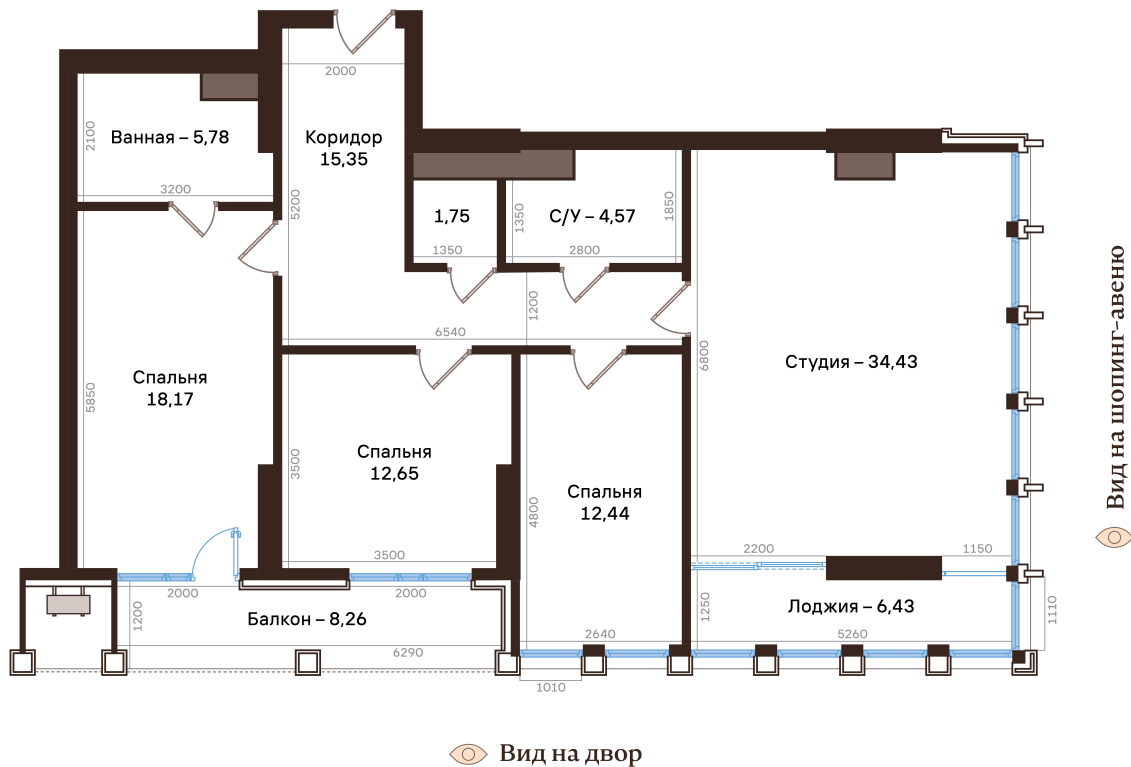 2000
Ванная – 5,78
Коридор
15,35
2100
3200
5200
1,75
1350
1350
С/У – 4,57
2800
1850
1200
6540
6800
Студия – 34,43
Спальня
18,17
5850
Спальня
12,65
3500
3500
Спальня
12,44
4800
2200
1150
2000
2000
1200
Балкон – 8,26
6290
2640
1010
1250
Лоджия – 6,43
5260
1110
Вид на шопинг-авеню
Вид на двор